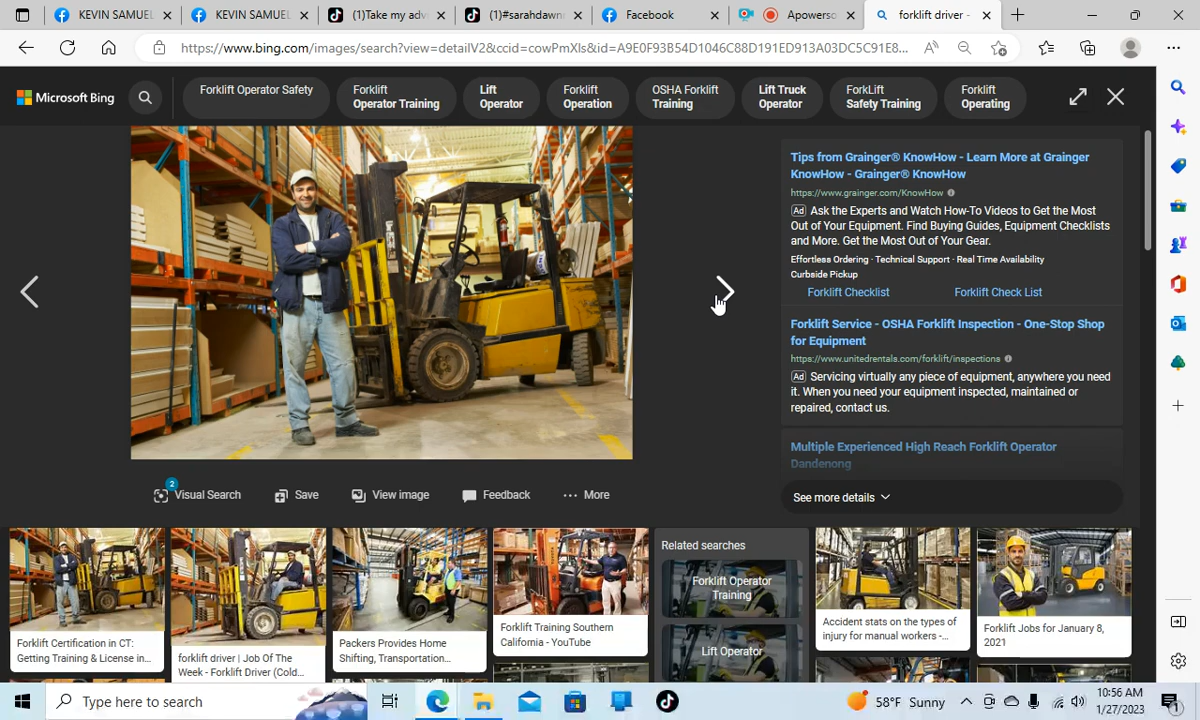 KEVIN SAMUEL
KEVIN SAMUEL
(1)Take my adv
(1)#sarahdawn
Facebook
Apowerso
forklift driver -
https://www.bing.com/images/search?view=detailV2&ccid=cowPmXls&id=A9E0F93B54D1046C88D191ED913A03DC5C91E8...
Microsoft Bing
Forklift Operator Safety
Forklift
Operator Training
Lift
Operator
Forklift
Operation
OSHA Forklift
Training
Lift Truck
Operator
ForkLift
Safety Training
Forklift
Operating
Tips from Grainger® KnowHow - Learn More at Grainger
KnowHow - Grainger® KnowHow
https://www.grainger.com/KnowHow
Ad Ask the Experts and Watch How-To Videos to Get the Most
Out of Your Equipment. Find Buying Guides, Equipment Checklists
and More. Get the Most Out of Your Gear.
Effortless Ordering · Technical Support · Real Time Availability
Curbside Pickup
Forklift Checklist
Forklift Check List
Forklift Service - OSHA Forklift Inspection - One-Stop Shop
for Equipment
https://www.unitedrentals.com/forklift/inspections
Ad Servicing virtually any piece of equipment, anywhere you need
it. When you need your equipment inspected, maintained or
repaired, contact us.
Multiple Experienced High Reach Forklift Operator
Dandenong
See more details
2
Visual Search
Save
View image
Feedback
More
Forklift Certification in CT:
Getting Training & License in...
forklift driver | Job Of The
Week - Forklift Driver (Cold...
Packers Provides Home
Shifting, Transportation...
Forklift Training Southern
California - YouTube
Related searches
Forklift Operator
Training
Lift Operator
Accident stats on the types of
injury for manual workers -...
Forklift Jobs for January 8,
2021
Type here to search
58°F Sunny
10:56 AM
1/27/2023
1